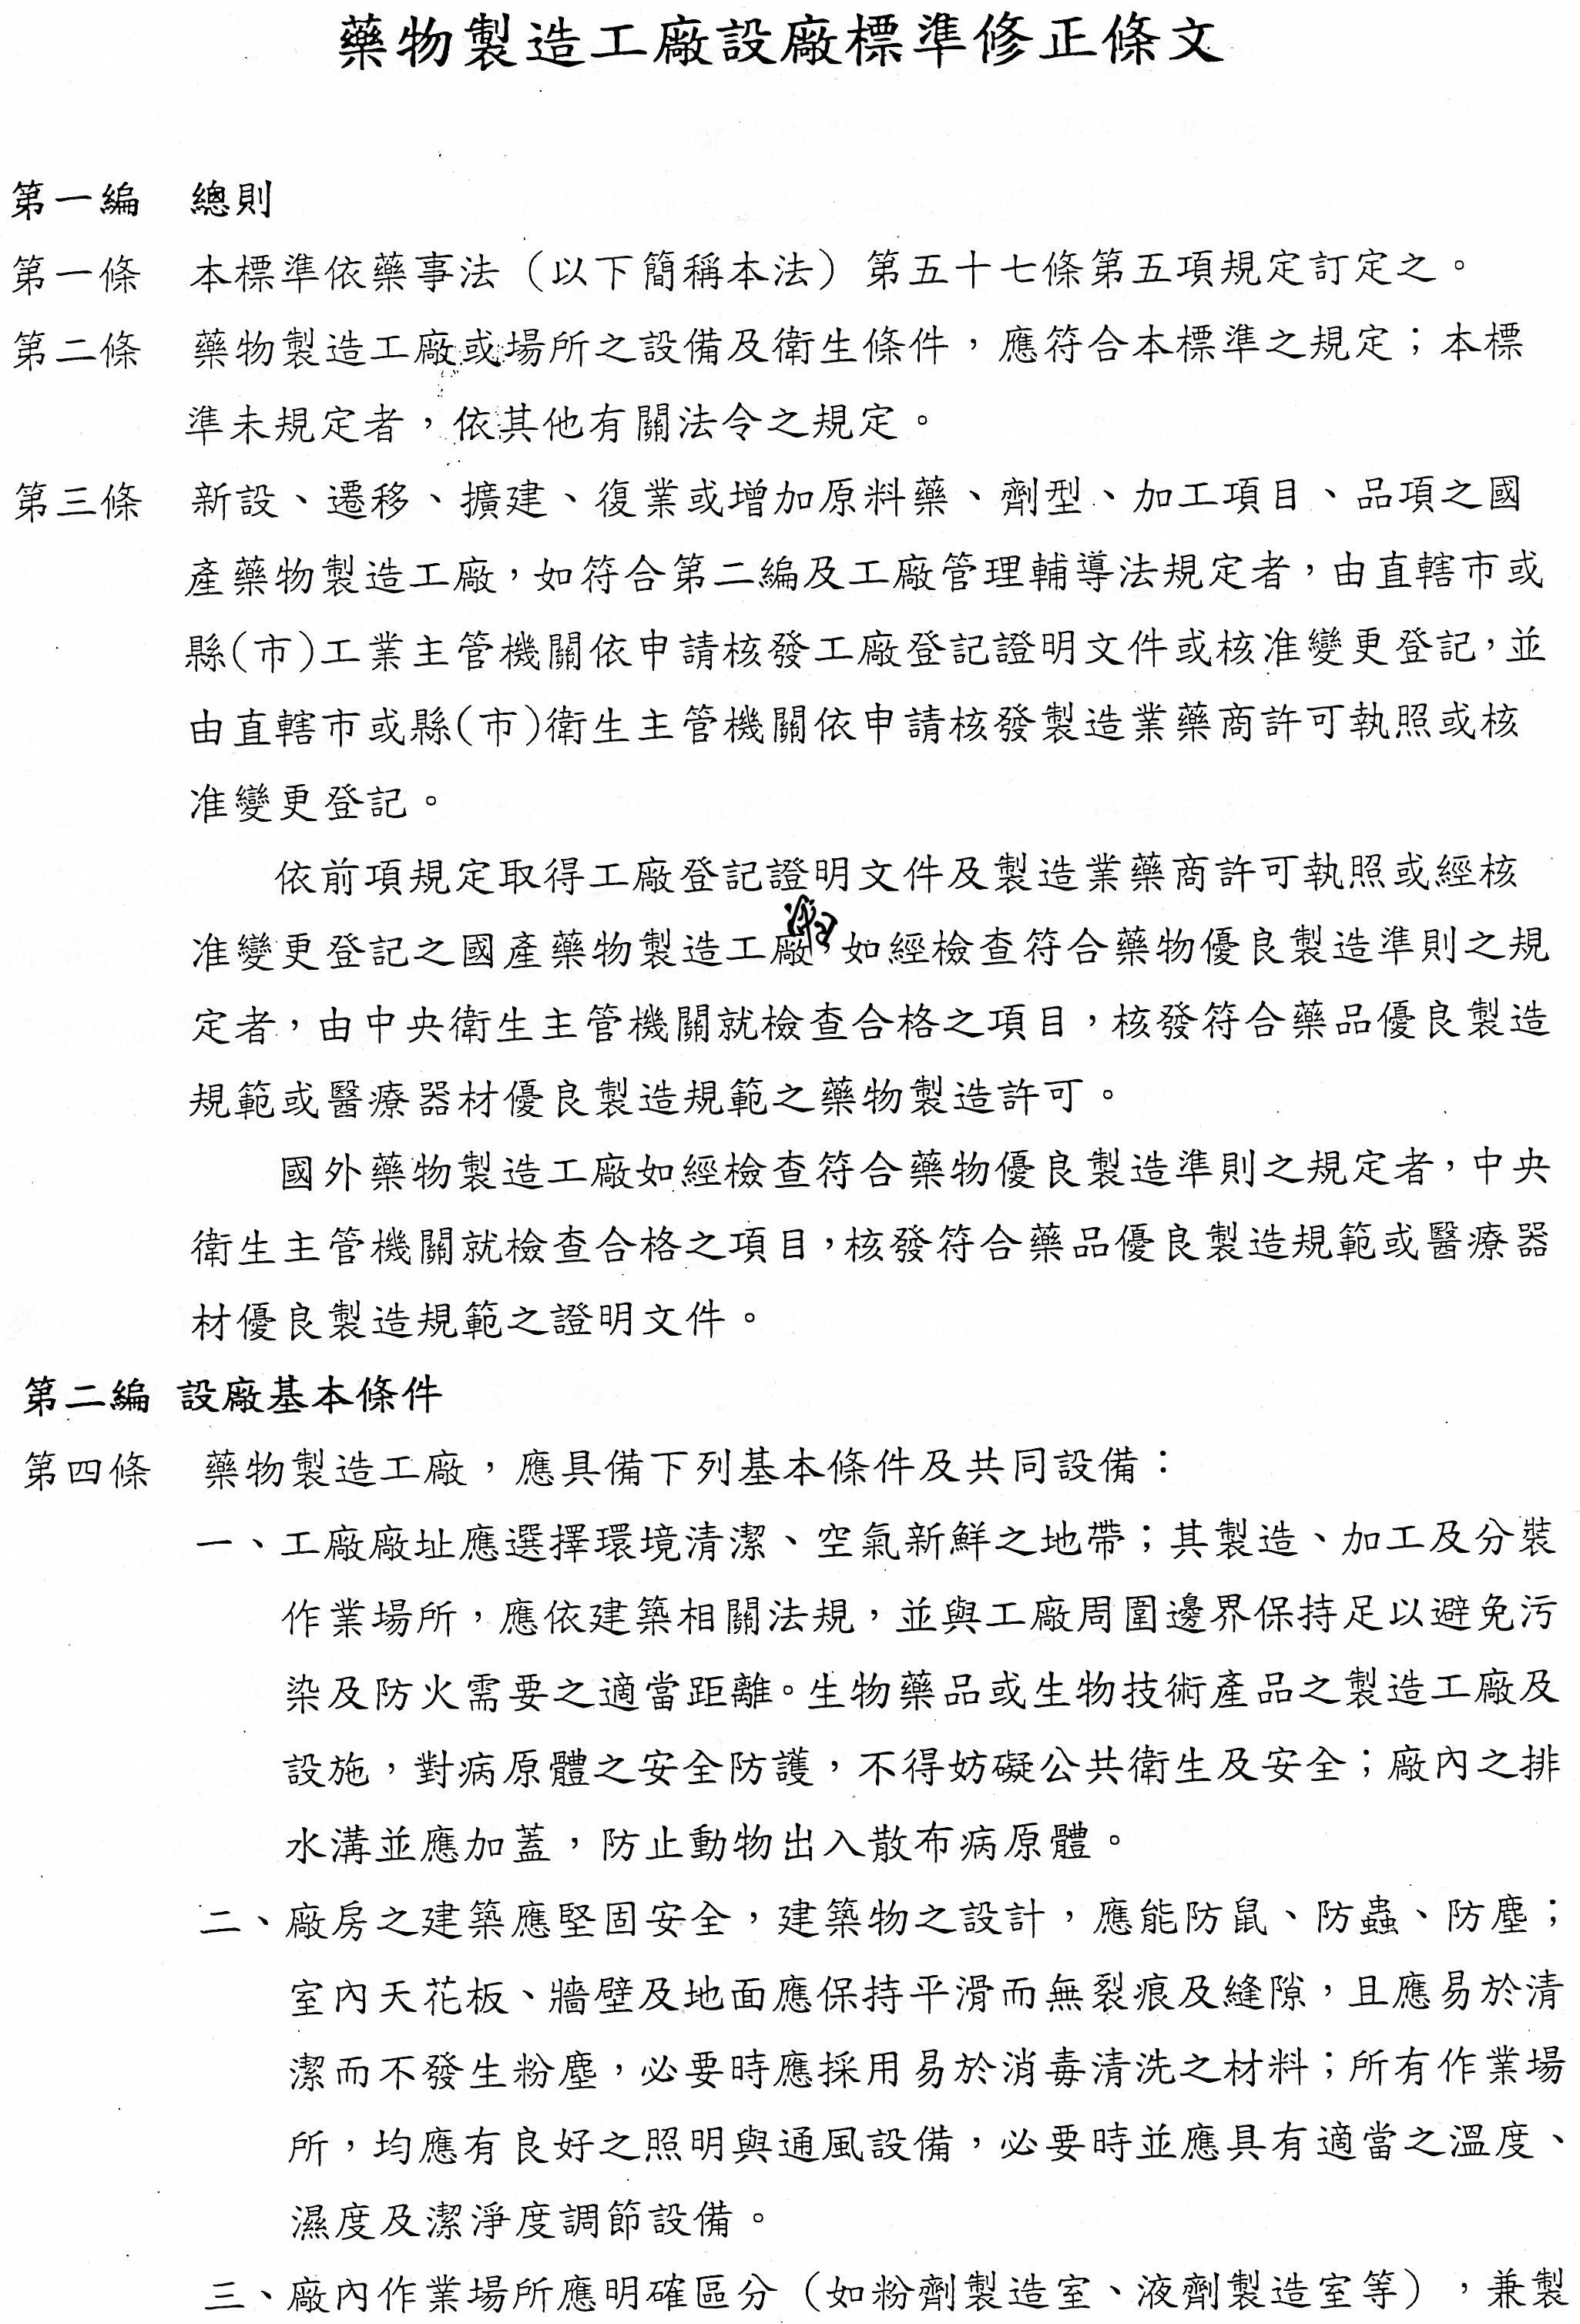 藥物製造工廠設廠標準修正條文
第一編　總則
第一條　本標準依藥事法（以下簡稱本法）第五十七條第五項規定訂定之。
第二條　藥物製造工廠或場所之設備及衛生條件，應符合本標準之規定；本標
準未規定者，依其他有關法令之規定。
第三條　新設、遷移、擴建、復業或增加原料藥、劑型、加工項目、品項之國
產藥物製造工廠，如符合第二編及工廠管理輔導法規定者，由直轄市或
縣(市)工業主管機關依申請核發工廠登記證明文件或核准變更登記，並
由直轄市或縣(市)衛生主管機關依申請核發製造業藥商許可執照或核
准變更登記。
依前項規定取得工廠登記證明文件及製造業藥商許可執照或經核
准變更登記之國產藥物製造工廠，如經檢查符合藥物優良製造準則之規
定者，由中央衛生主管機關就檢查合格之項目，核發符合藥品優良製造
規範或醫療器材優良製造規範之藥物製造許可。
國外藥物製造工廠如經檢查符合藥物優良製造準則之規定者，中央
衛生主管機關就檢查合格之項目，核發符合藥品優良製造規範或醫療器
材優良製造規範之證明文件。
第二編　設廠基本條件
第四條　藥物製造工廠，應具備下列基本條件及共同設備：
一、工廠廠址應選擇環境清潔、空氣新鮮之地帶；其製造、加工及分裝
作業場所，應依建築相關法規，並與工廠周圍邊界保持足以避免污
染及防火需要之適當距離。生物藥品或生物技術產品之製造工廠及
設施，對病原體之安全防護，不得妨礙公共衛生及安全；廠內之排
水溝並應加蓋，防止動物出入散布病原體。
二、廠房之建築應堅固安全，建築物之設計，應能防鼠、防蟲、防塵；
室內天花板、牆壁及地面應保持平滑而無裂痕及縫隙，且應易於清
潔而不發生粉塵，必要時應採用易於消毒清洗之材料；所有作業場
所，均應有良好之照明與通風設備，必要時並應具有適當之溫度、
濕度及潔淨度調節設備。
三、廠內作業場所應明確區分（如粉劑製造室、液劑製造室等），兼製